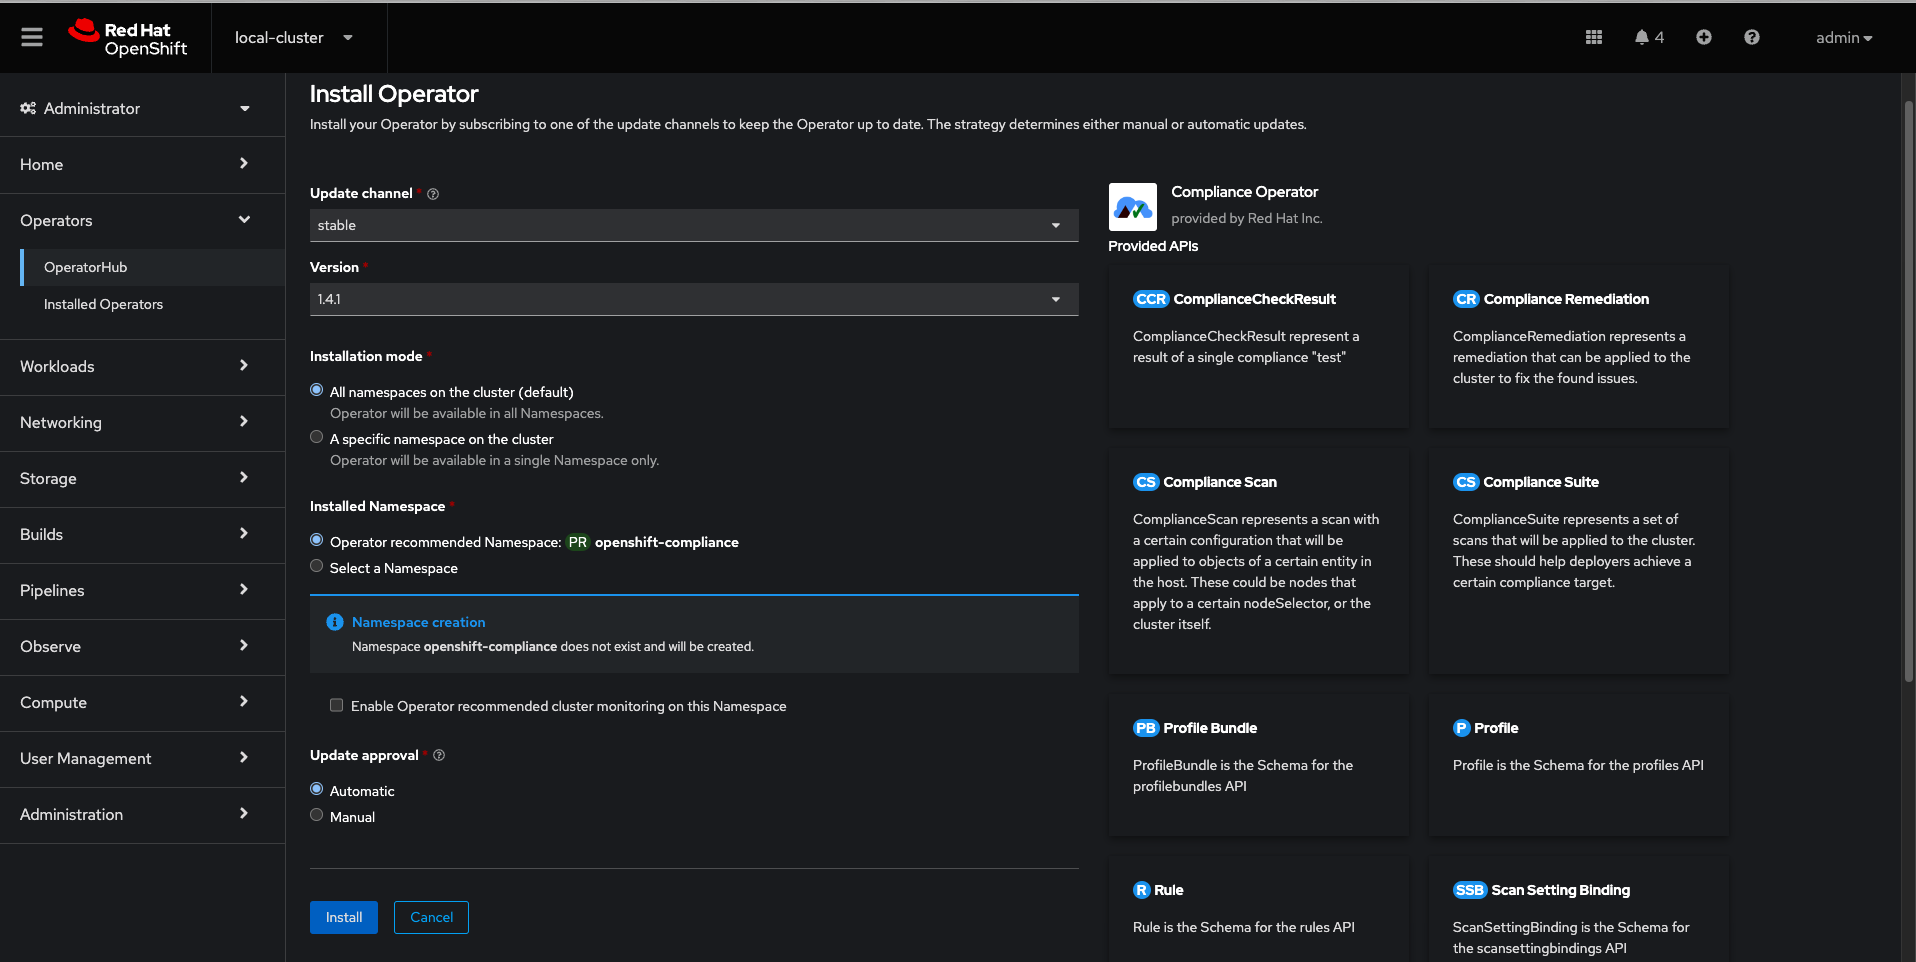 Red Hat
OpenShift
local-cluster
4
admin
Administrator
Home
Operators
OperatorHub
Installed Operators
Workloads
Networking
Storage
Builds
Pipelines
Observe
Compute
User Management
Administration
Install Operator
Install your Operator by subscribing to one of the update channels to keep the Operator up to date. The strategy determines either manual or automatic updates.
Update channel *
stable
Version *
1.4.1
Installation mode *
All namespaces on the cluster (default)
Operator will be available in all Namespaces.
A specific namespace on the cluster
Operator will be available in a single Namespace only.
Installed Namespace *
Operator recommended Namespace: PR openshift-compliance
Select a Namespace
Namespace creation
Namespace openshift-compliance does not exist and will be created.
Enable Operator recommended cluster monitoring on this Namespace
Update approval *
Automatic
Manual
Install Cancel
Compliance Operator
provided by Red Hat Inc.
Provided APIs
CCR ComplianceCheckResult
ComplianceCheckResult represent a
result of a single compliance "test"
CR Compliance Remediation
ComplianceRemediation represents a
remediation that can be applied to the
cluster to fix the found issues.
CS Compliance Scan
ComplianceScan represents a scan with
a certain configuration that will be
applied to objects of a certain entity in
the host. These could be nodes that
apply to a certain nodeSelector, or the
cluster itself.
CS Compliance Suite
ComplianceSuite represents a set of
scans that will be applied to the cluster.
These should help deployers achieve a
certain compliance target.
PB Profile Bundle
ProfileBundle is the Schema for the
profilebundles API
P Profile
Profile is the Schema for the profiles API
R Rule
Rule is the Schema for the rules API
SSB Scan Setting Binding
ScanSettingBinding is the Schema for
the scansettingbindings API